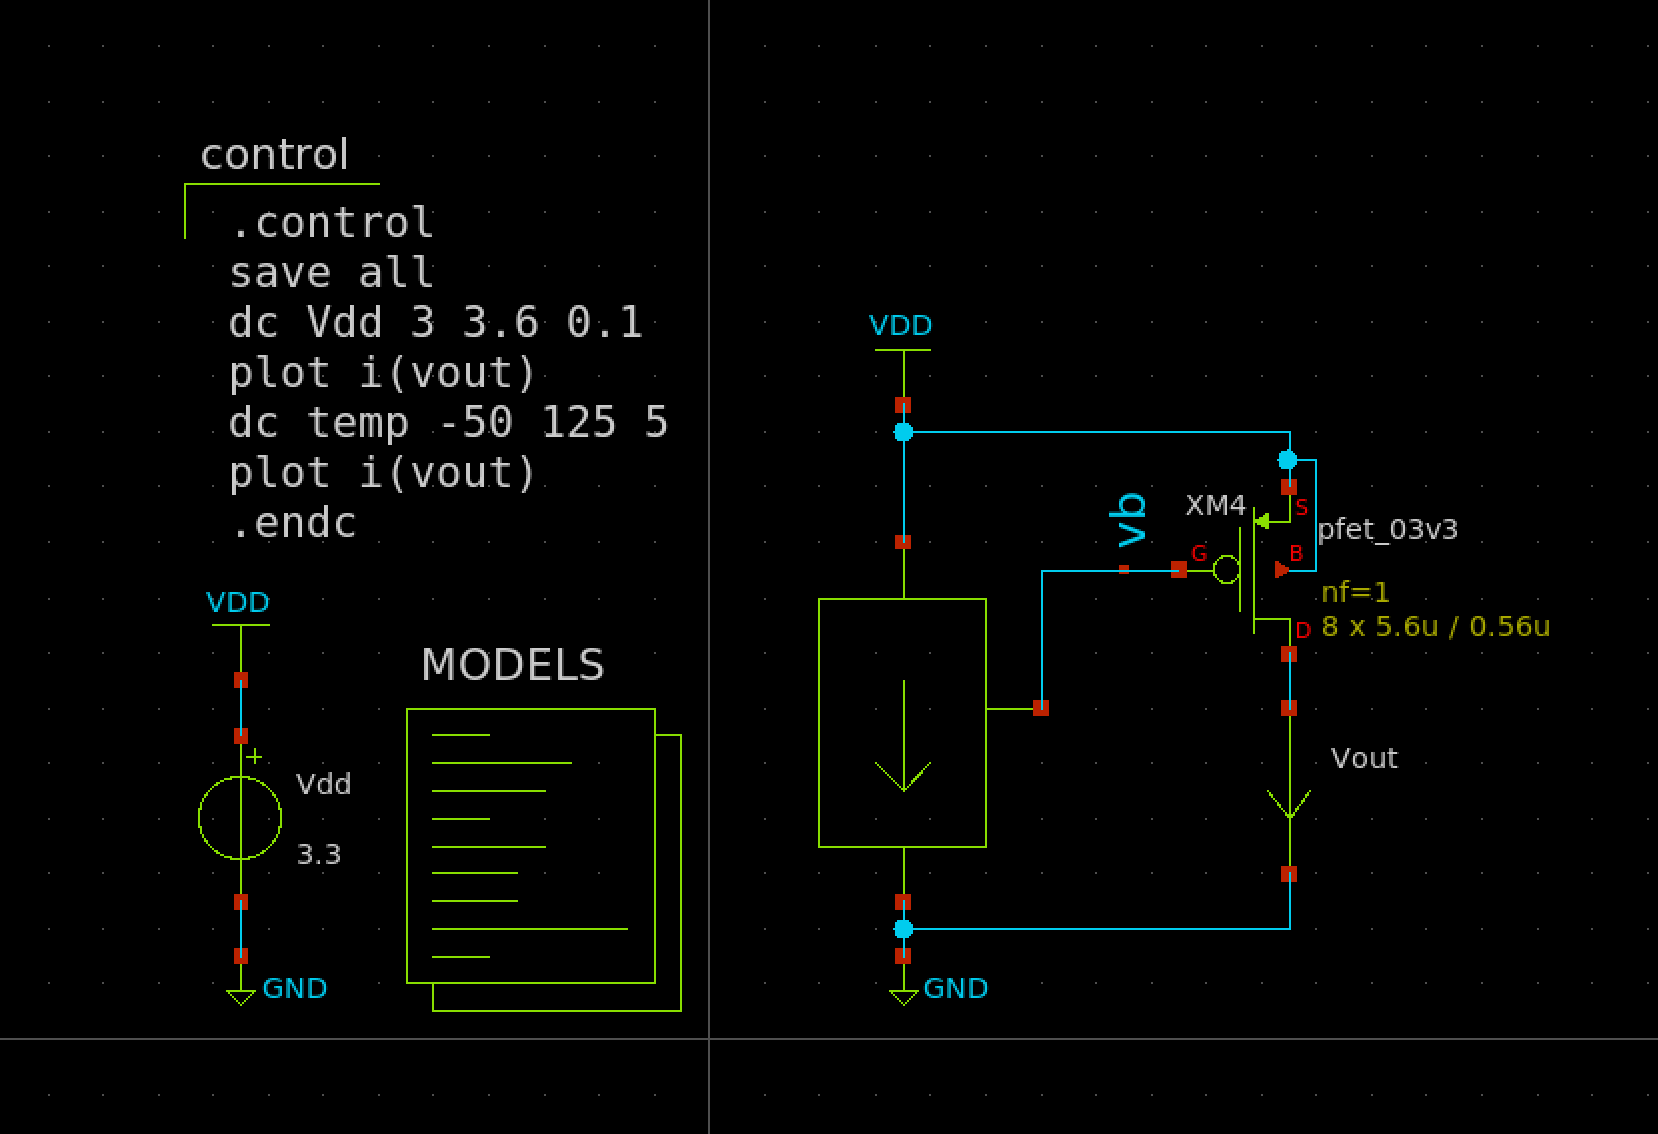 control
.control
save all
dc Vdd 3 3.6 0.1
plot i(vout)
dc temp -50 125 5
plot i(vout)
.endc
VDD
+
Vdd
3.3
GND
MODELS
VDD
vb
XM4
S
G
B
D
pfet_03v3
nf=1
8 x 5.6u / 0.56u
Vout
GND